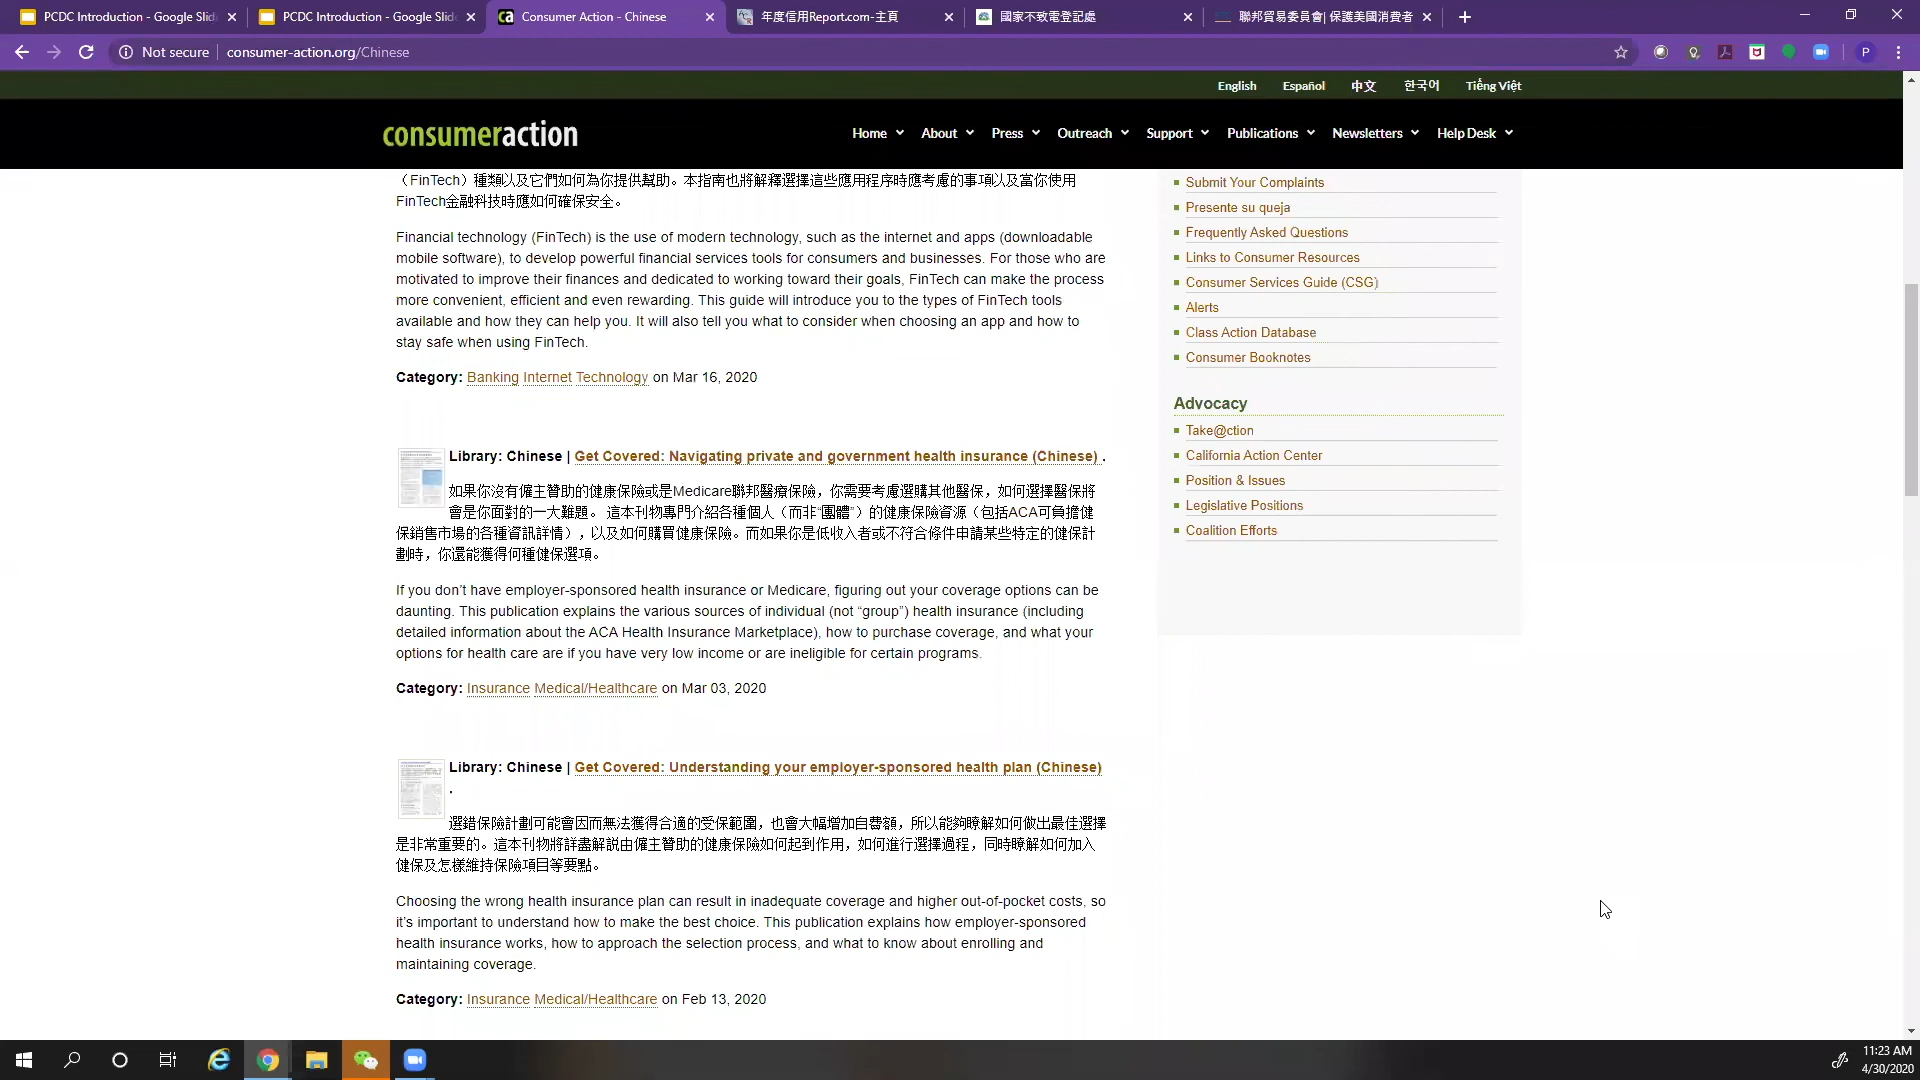 PCDC Introduction - Google Slid
PCDC Introduction - Google Slid
Consumer Action - Chinese
年度信用Report.com-主頁
國家不致電登記處
聯邦貿易委員會| 保護美國消費者
Not secure
consumer-action.org/Chinese
P
English
Español
中文
한국어
Tiếng Việt
consumeraction
Home
About
Press
Outreach
Support
Publications
Newsletters
Help Desk
（FinTech）種類以及它們如何為你提供幫助。本指南也將解釋選擇這些應用程序時應考慮的事項以及當你使用
FinTech金融科技時應如何確保安全。
Financial technology (FinTech) is the use of modern technology, such as the internet and apps (downloadable
mobile software), to develop powerful financial services tools for consumers and businesses. For those who are
motivated to improve their finances and dedicated to working toward their goals, FinTech can make the process
more convenient, efficient and even rewarding. This guide will introduce you to the types of FinTech tools
available and how they can help you. It will also tell you what to consider when choosing an app and how to
stay safe when using FinTech.
Category: Banking Internet Technology on Mar 16, 2020
Library: Chinese | Get Covered: Navigating private and government health insurance (Chinese) .
如果你沒有僱主贊助的健康保險或是Medicare聯邦醫療保險，你需要考慮選購其他醫保，如何選擇醫保將
會是你面對的一大難題。 這本刊物專門介紹各種個人（而非“團體”）的健康保險資源（包括ACA可負擔健
保銷售市場的各種資訊詳情），以及如何購買健康保險。而如果你是低收入者或不符合條件申請某些特定的健保計
劃時，你還能獲得何種健保選項。
If you don’t have employer-sponsored health insurance or Medicare, figuring out your coverage options can be
daunting. This publication explains the various sources of individual (not “group”) health insurance (including
detailed information about the ACA Health Insurance Marketplace), how to purchase coverage, and what your
options for health care are if you have very low income or are ineligible for certain programs.
Category: Insurance Medical/Healthcare on Mar 03, 2020
Library: Chinese | Get Covered: Understanding your employer-sponsored health plan (Chinese)
.
選錯保險計劃可能會因而無法獲得合適的受保範圍，也會大幅增加自費額，所以能夠瞭解如何做出最佳選擇
是非常重要的。這本刊物將詳盡解説由僱主贊助的健康保險如何起到作用，如何進行選擇過程，同時瞭解如何加入
健保及怎樣維持保險項目等要點。
Choosing the wrong health insurance plan can result in inadequate coverage and higher out-of-pocket costs, so
it’s important to understand how to make the best choice. This publication explains how employer-sponsored
health insurance works, how to approach the selection process, and what to know about enrolling and
maintaining coverage.
Category: Insurance Medical/Healthcare on Feb 13, 2020
Submit Your Complaints
Presente su queja
Frequently Asked Questions
Links to Consumer Resources
Consumer Services Guide (CSG)
Alerts
Class Action Database
Consumer Booknotes
Advocacy
Take@ction
California Action Center
Position & Issues
Legislative Positions
Coalition Efforts
11:23 AM
4/30/2020